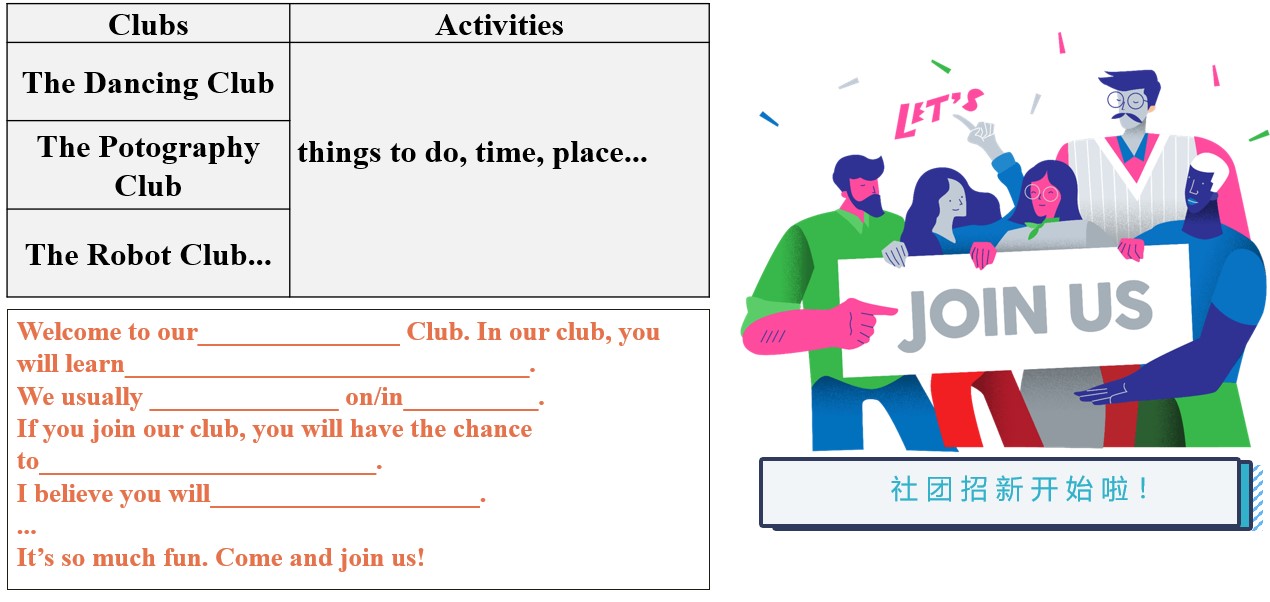 Clubs
Activities
The Dancing Club
The Potography
Club
The Robot Club...
things to do, time, place...
Welcome to our_______________ Club. In our club, you
will learn______________________________.
We usually ______________ on/in__________.
If you join our club, you will have the chance
to_________________________.
I believe you will____________________.
...
It’s so much fun. Come and join us!
LET'S
JOIN US
社团招新开始啦!